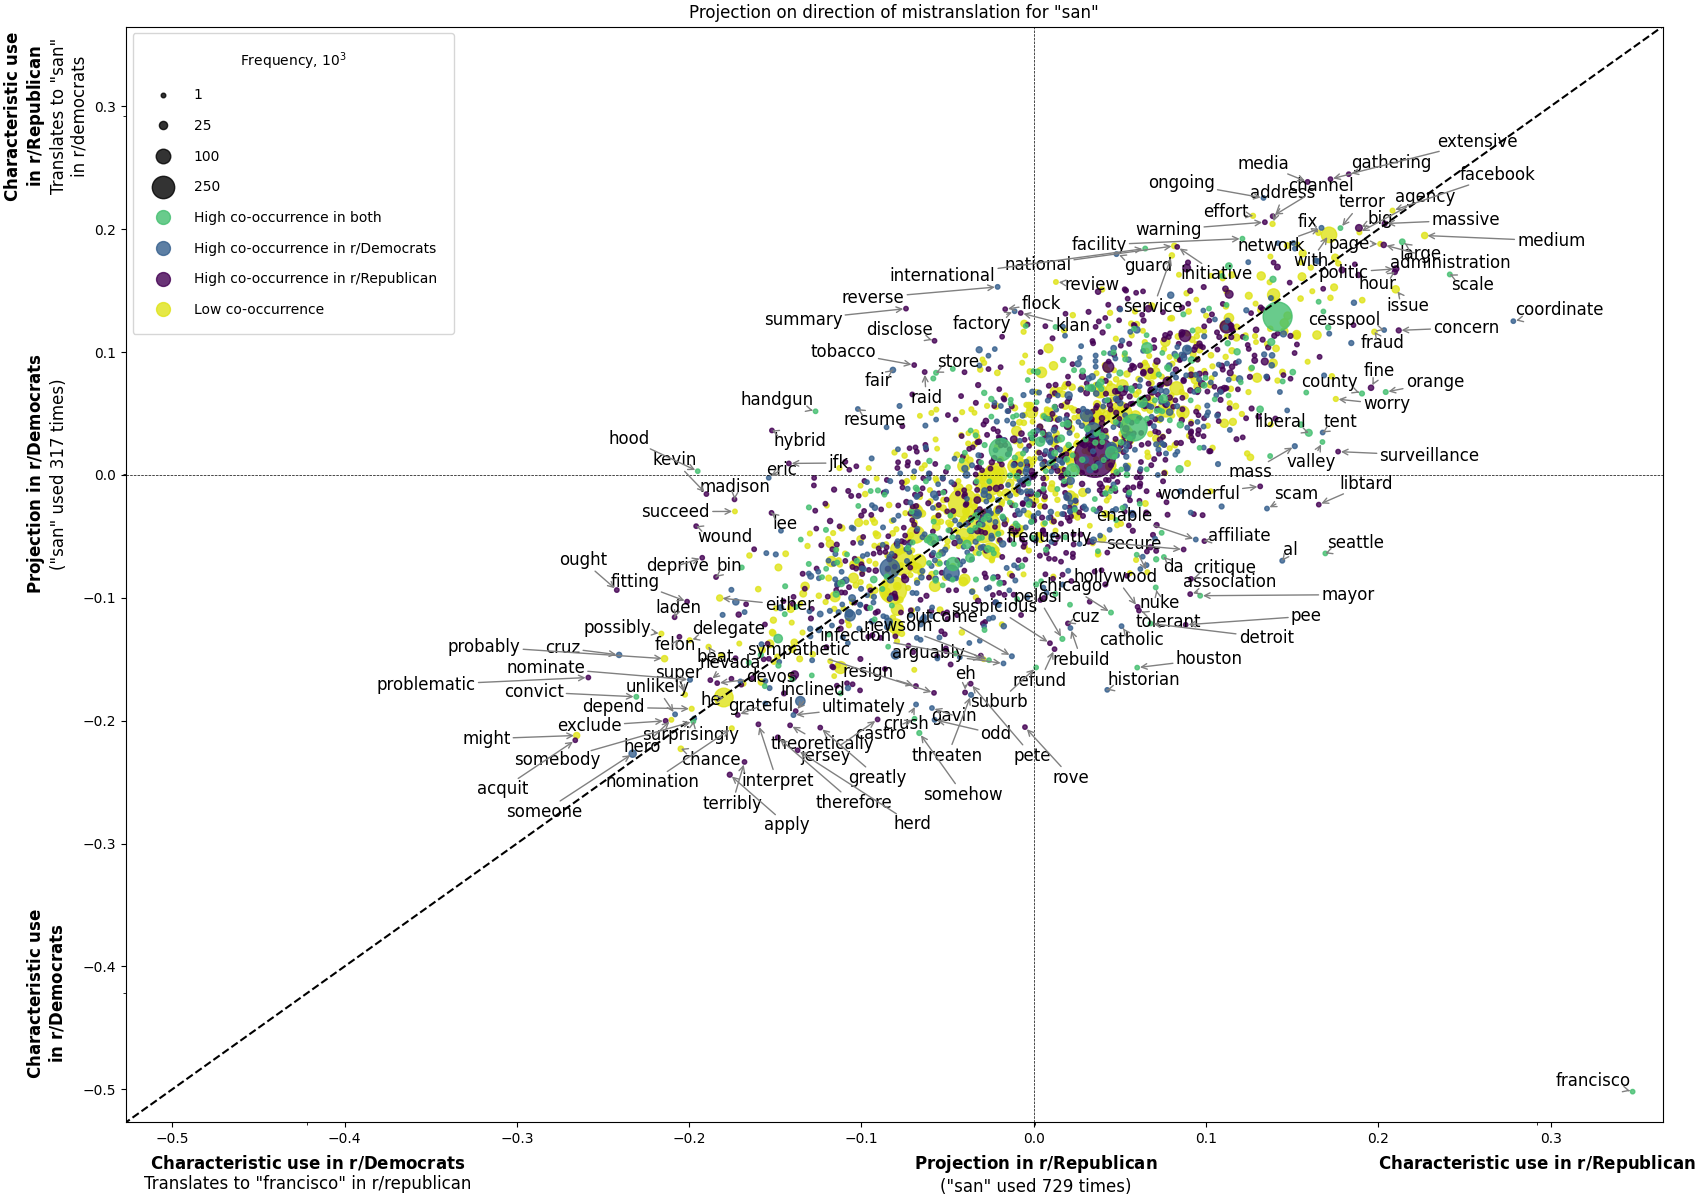 Projection on direction of mistranslation for "san"
Characteristic use
in r/Republican
Translates to "san"
in r/democrats
Projection in r/Democrats
("san" used 317 times)
Characteristic use
in r/Democrats
Frequency, 10³
1
25
100
250
High co-occurrence in both
High co-occurrence in r/Democrats
High co-occurrence in r/Republican
Low co-occurrence
0.3
0.2
0.1
0.0
−0.1
−0.2
−0.3
−0.4
−0.5
extensive
media
gathering
facebook
ongoing
address
channel
terror
agency
effort
fix
big
massive
warning
facility
network
page
large
medium
international
national
guard
initiative
with
politic
administration
reverse
review
hour
scale
summary
flock
service
issue
coordinate
disclose
factory
klan
cesspool
concern
tobacco
store
fraud
fair
raid
fine
county
orange
handgun
resume
worry
hood
hybrid
liberal
tent
kevin
eric
jfk
mass
valley
surveillance
madison
wonderful
scam
libtard
succeed
lee
enable
wound
frequently
secure
affiliate
al
seattle
ought
deprive
bin
da
critique
fitting
hollywood
association
chicago
laden
either
pelosi
nuke
mayor
possibly
delegate
suspicious
outcome
cuz
tolerant
pee
probably
cruz
felon
infection
newsom
catholic
detroit
beat
sympathetic
arguably
rebuild
houston
nominate
super
nevada
devos
resign
eh
refund
historian
problematic
convict
unlikely
inclined
suburb
depend
he
grateful
ultimately
gavin
exclude
crush
might
surprisingly
castro
odd
somebody
hero
theoretically
jersey
threaten
pete
chance
acquit
nomination
interpret
greatly
rove
someone
terribly
therefore
somehow
apply
herd
francisco
−0.5
−0.4
−0.3
−0.2
−0.1
0.0
0.1
0.2
0.3
Characteristic use in r/Democrats
Translates to "francisco" in r/republican
Projection in r/Republican
("san" used 729 times)
Characteristic use in r/Republican